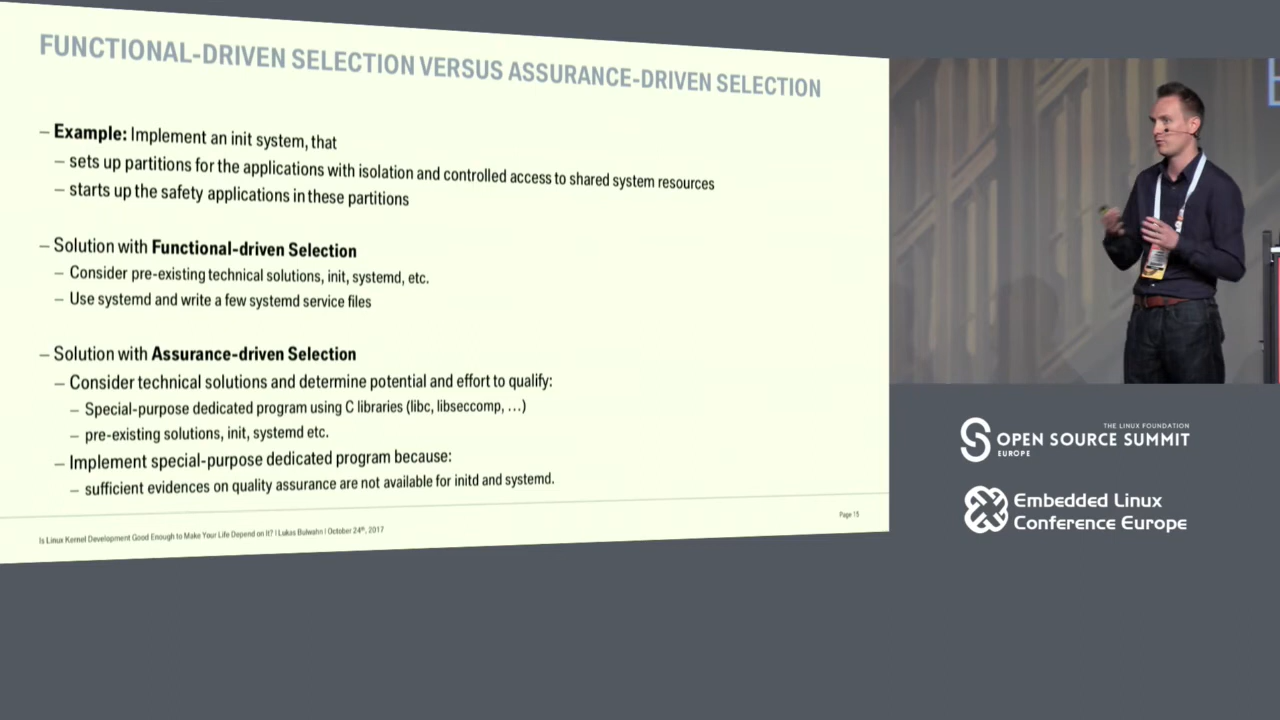 FUNCTIONAL-DRIVEN SELECTION VERSUS ASSURANCE-DRIVEN SELECTION
– Example: Implement an init system, that
– sets up partitions for the applications with isolation and controlled access to shared system resources
– starts up the safety applications in these partitions
– Solution with Functional-driven Selection
– Consider pre-existing technical solutions, init, systemd, etc.
– Use systemd and write a few systemd service files
– Solution with Assurance-driven Selection
– Consider technical solutions and determine potential and effort to qualify:
– Special-purpose dedicated program using C libraries (libc, libseccomp, …)
– pre-existing solutions, init, systemd etc.
– Implement special-purpose dedicated program because:
– sufficient evidences on quality assurance are not available for initd and systemd.
Is Linux Kernel Development Good Enough to Make Your Life Depend on It? | Lukas Bulwahn | October 24th, 2017
Page 15
THE LINUX FOUNDATION
OPEN SOURCE SUMMIT
EUROPE
Embedded Linux
Conference Europe